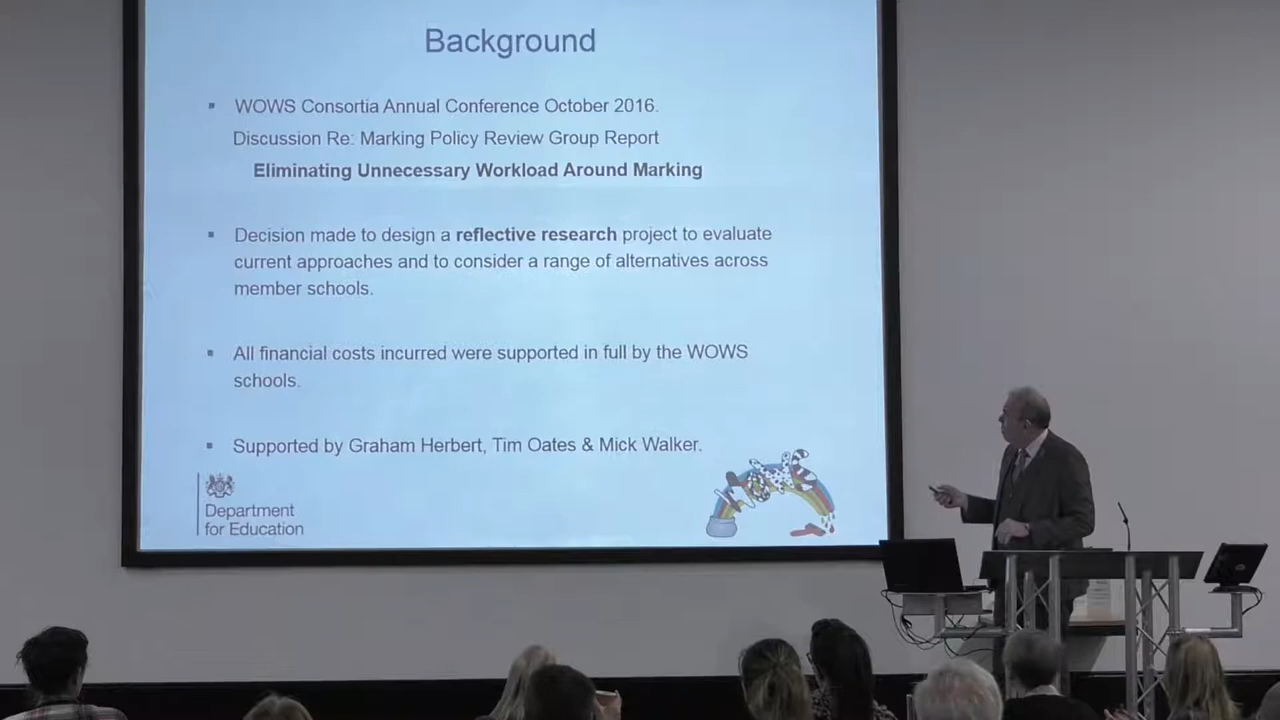 Background
▪ WOWS Consortia Annual Conference October 2016.
Discussion Re: Marking Policy Review Group Report
Eliminating Unnecessary Workload Around Marking
▪ Decision made to design a reflective research project to evaluate
current approaches and to consider a range of alternatives across
member schools.
▪ All financial costs incurred were supported in full by the WOWS
schools.
▪ Supported by Graham Herbert, Tim Oates & Mick Walker.
Department
for Education